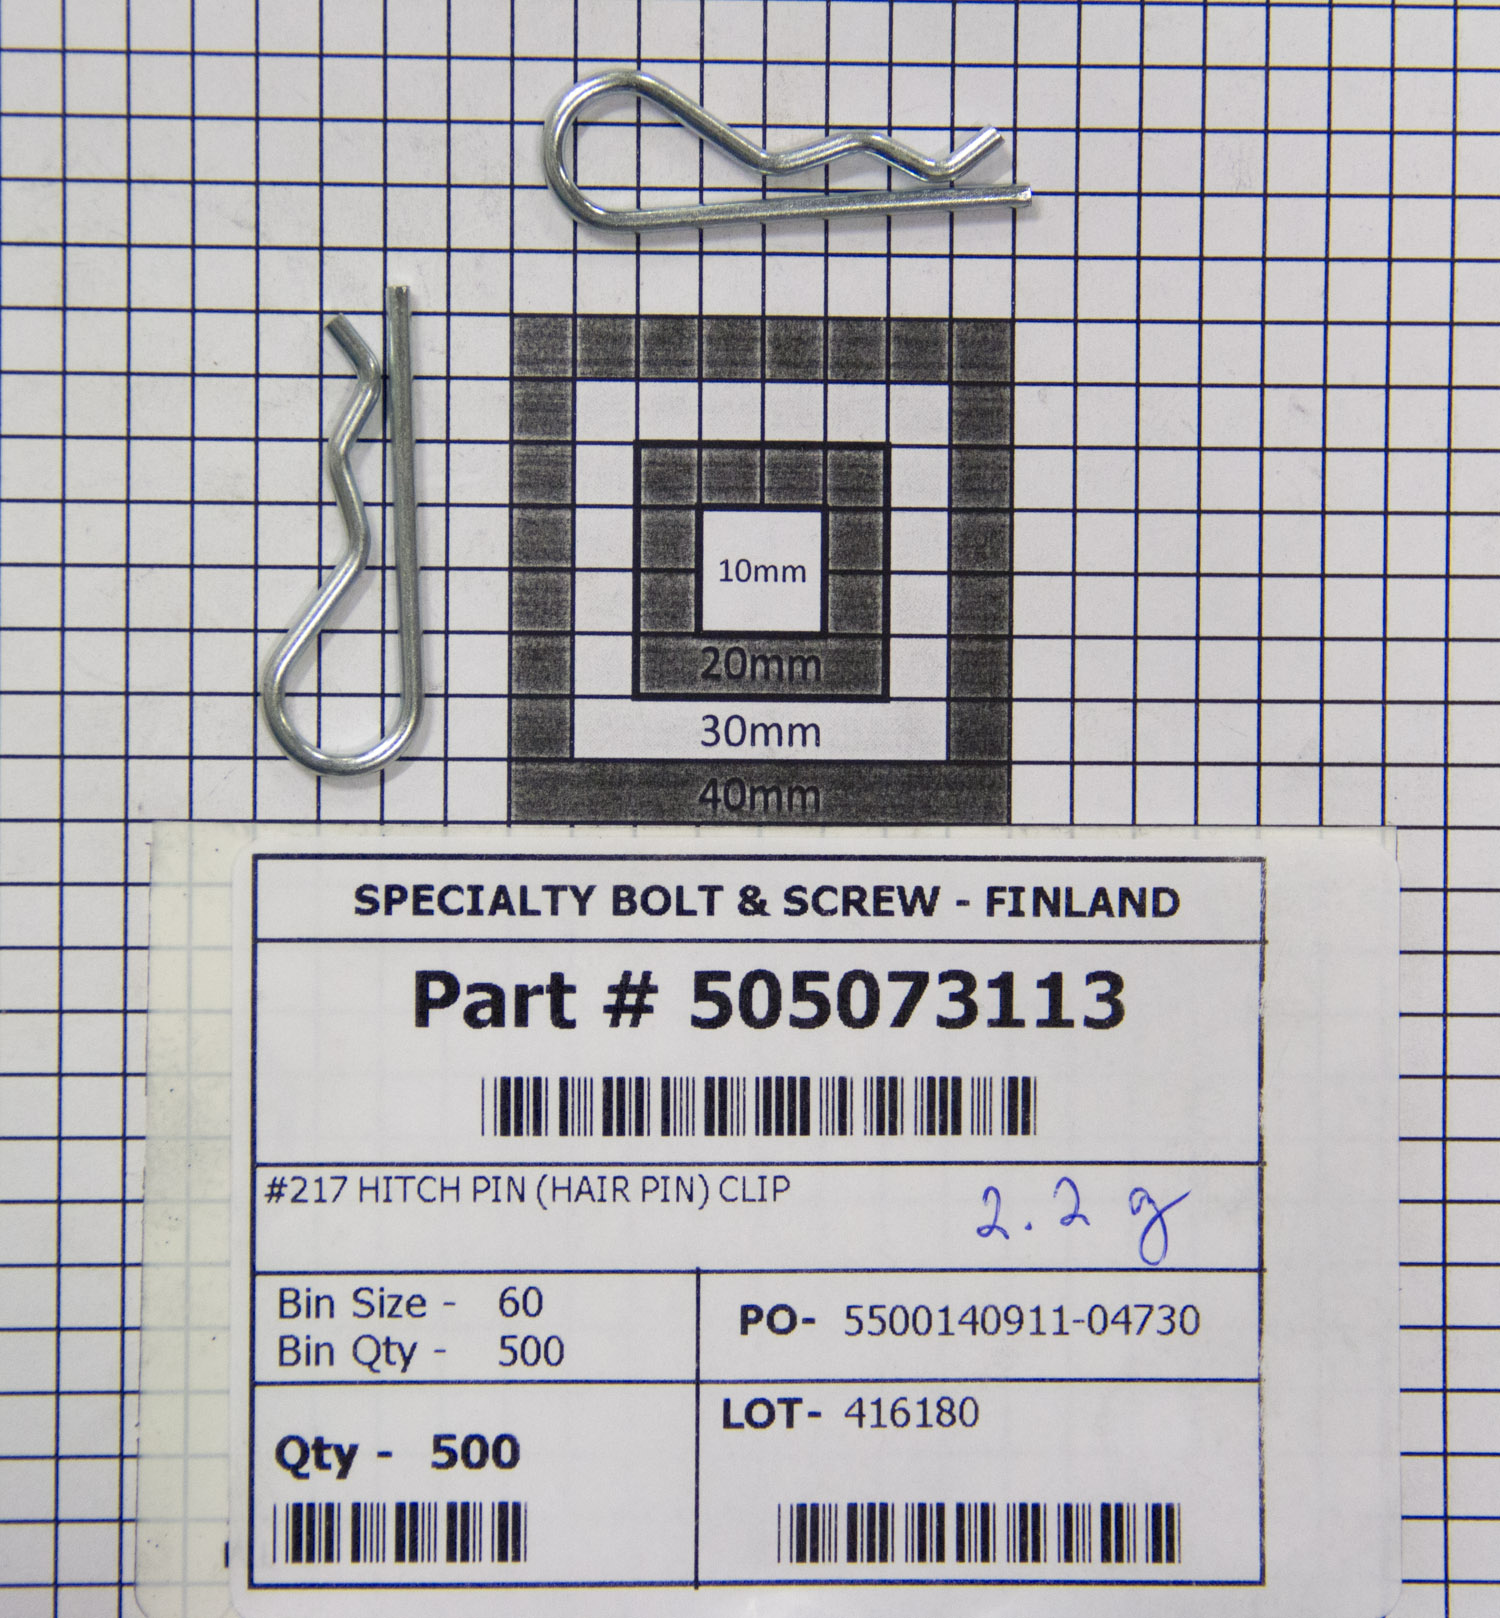 10mm
20mm
30mm
40mm
SPECIALTY BOLT & SCREW - FINLAND
Part # 505073113
#217 HITCH PIN (HAIR PIN) CLIP
2.2 g
Bin Size - 60
Bin Qty - 500
PO- 5500140911-04730
Qty - 500
LOT- 416180